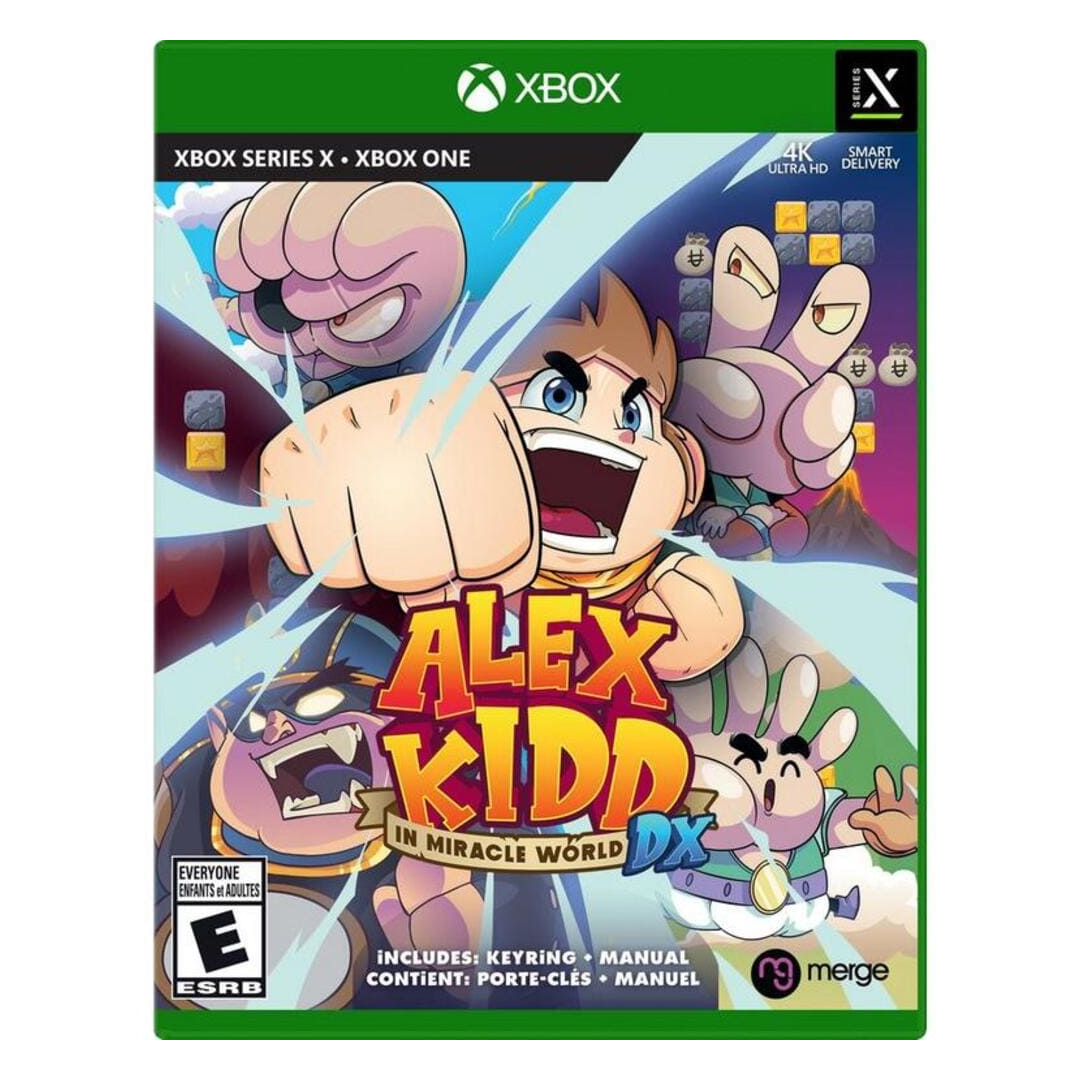 XBOX
SERIES X
XBOX SERIES X • XBOX ONE
4K
ULTRA HD
SMART
DELIVERY
ALEX
KIDD
IN MIRACLE WORLD DX
EVERYONE
ENFANTS et ADULTES
E
ESRB
INCLUDES: KEYRING • MANUAL
CONTIENT: PORTE-CLÉS • MANUEL
merge